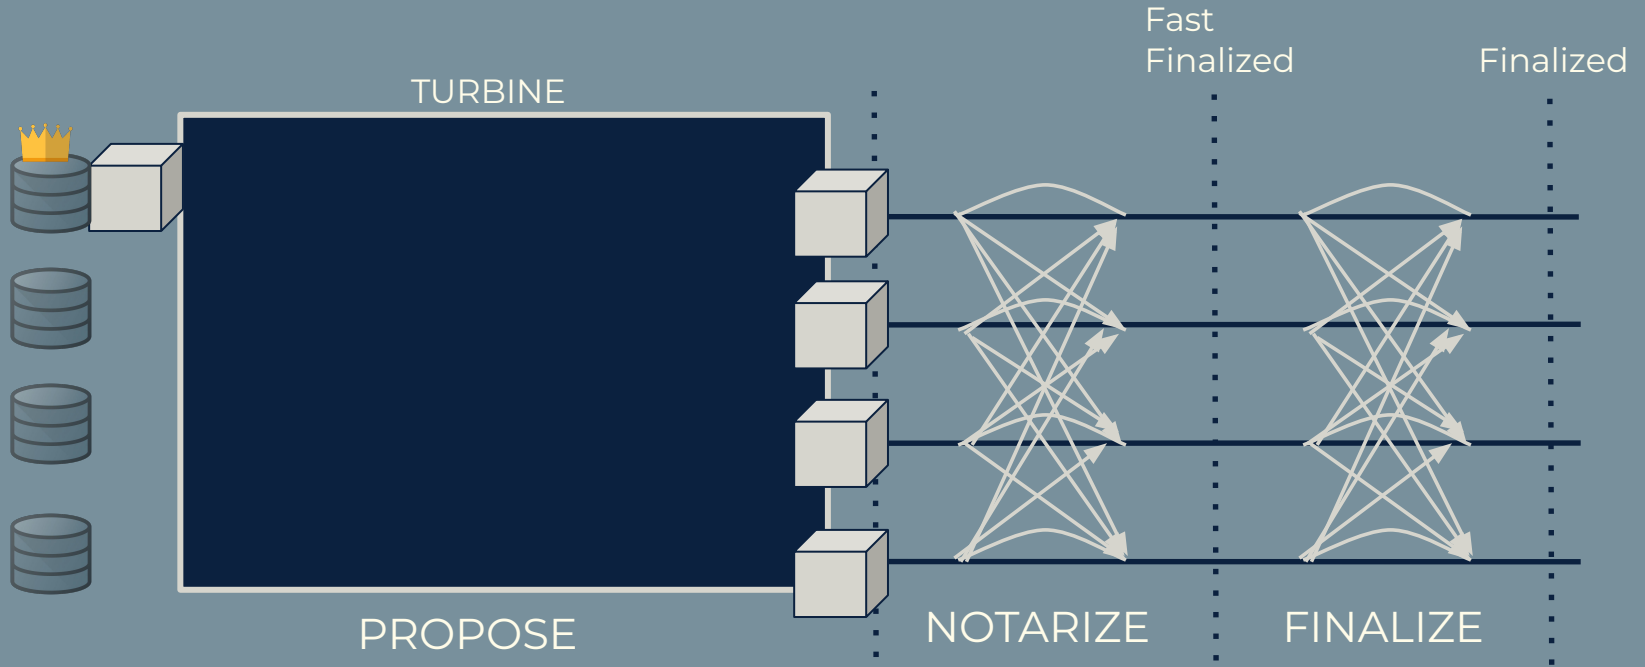 Fast
Finalized
Finalized
TURBINE
PROPOSE
NOTARIZE
FINALIZE